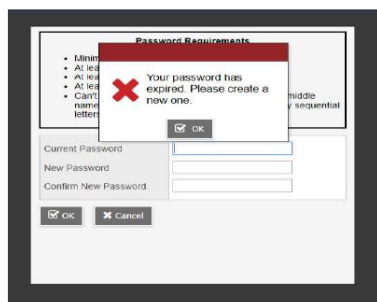 Password Requirements
• Minim
• At lea
• At lea
• At lea
• Can't middle
name y sequential
letters
Your password has
expired. Please create a
new one.
OK
Current Password
New Password
Confirm New Password
OK Cancel